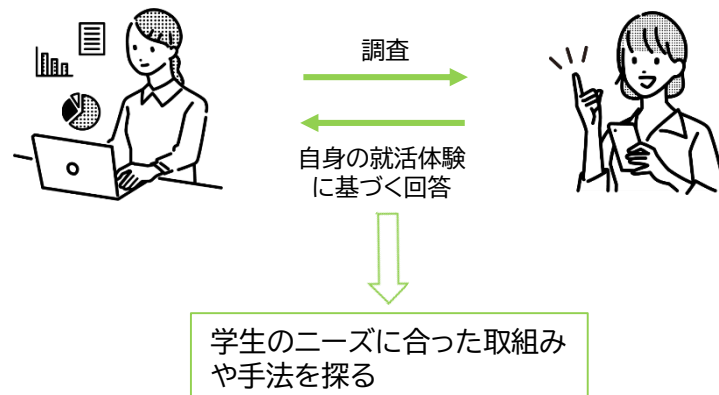 調査
自身の就活体験
に基づく回答
学生のニーズに合った取組み
や手法を探る